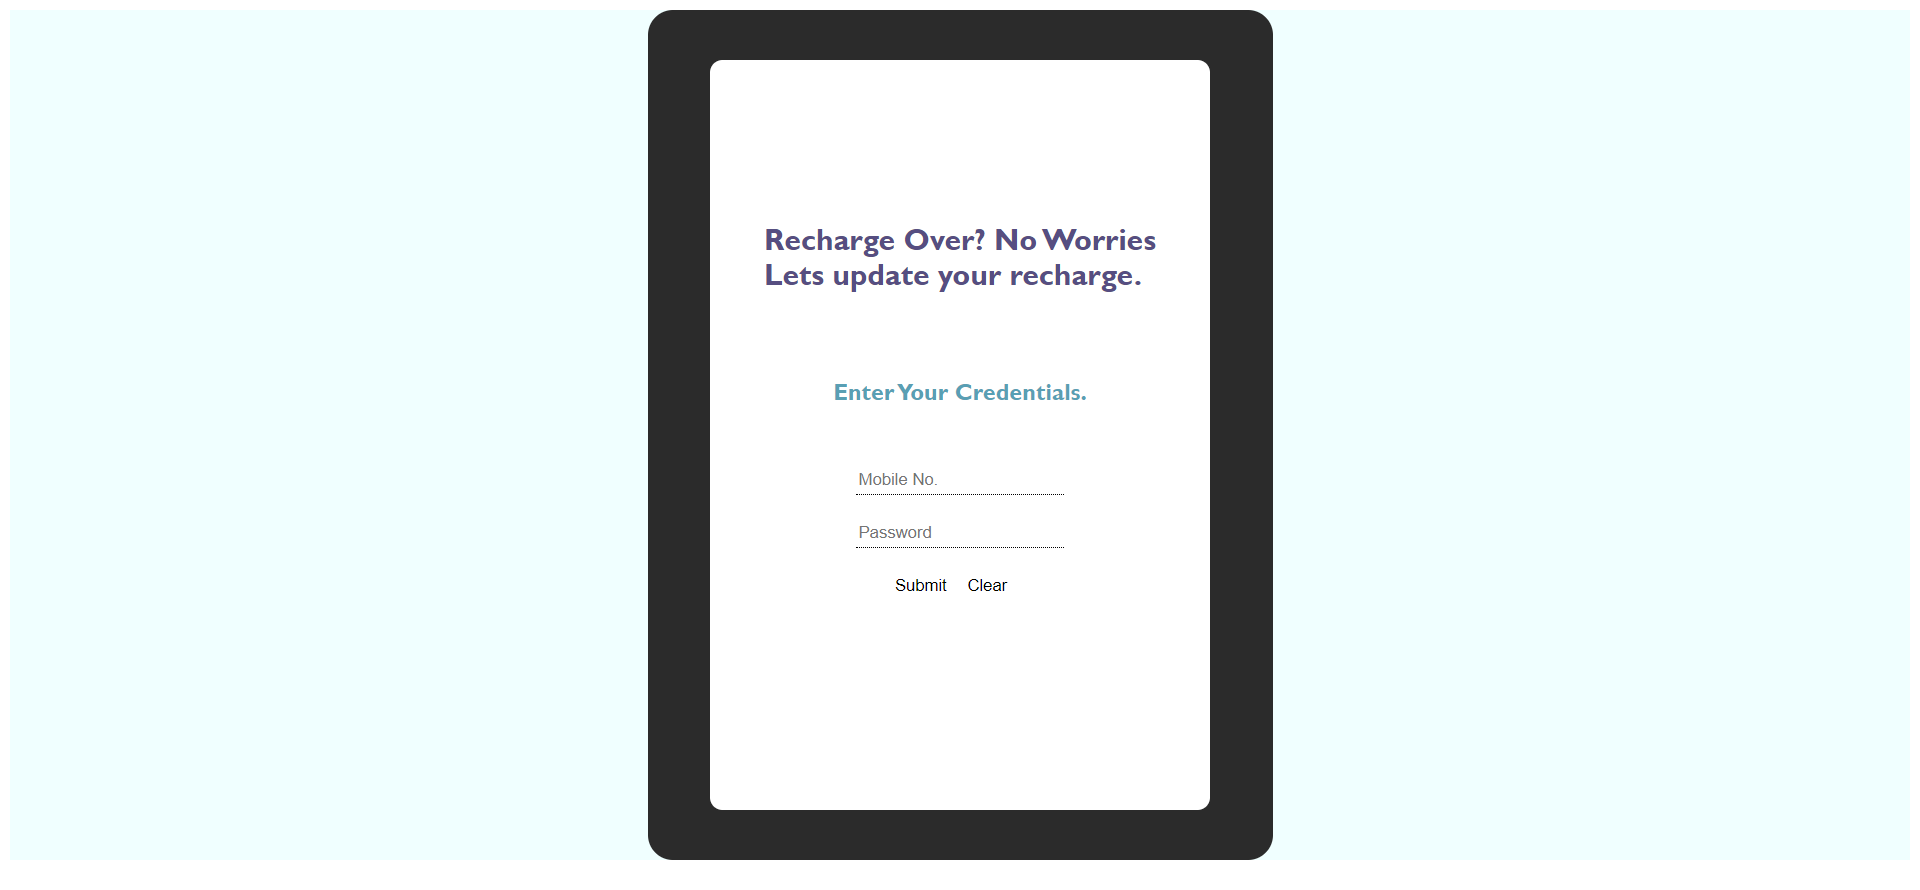 Recharge Over? No Worries
Lets update your recharge.
Enter Your Credentials.
Mobile No.
Password
Submit Clear